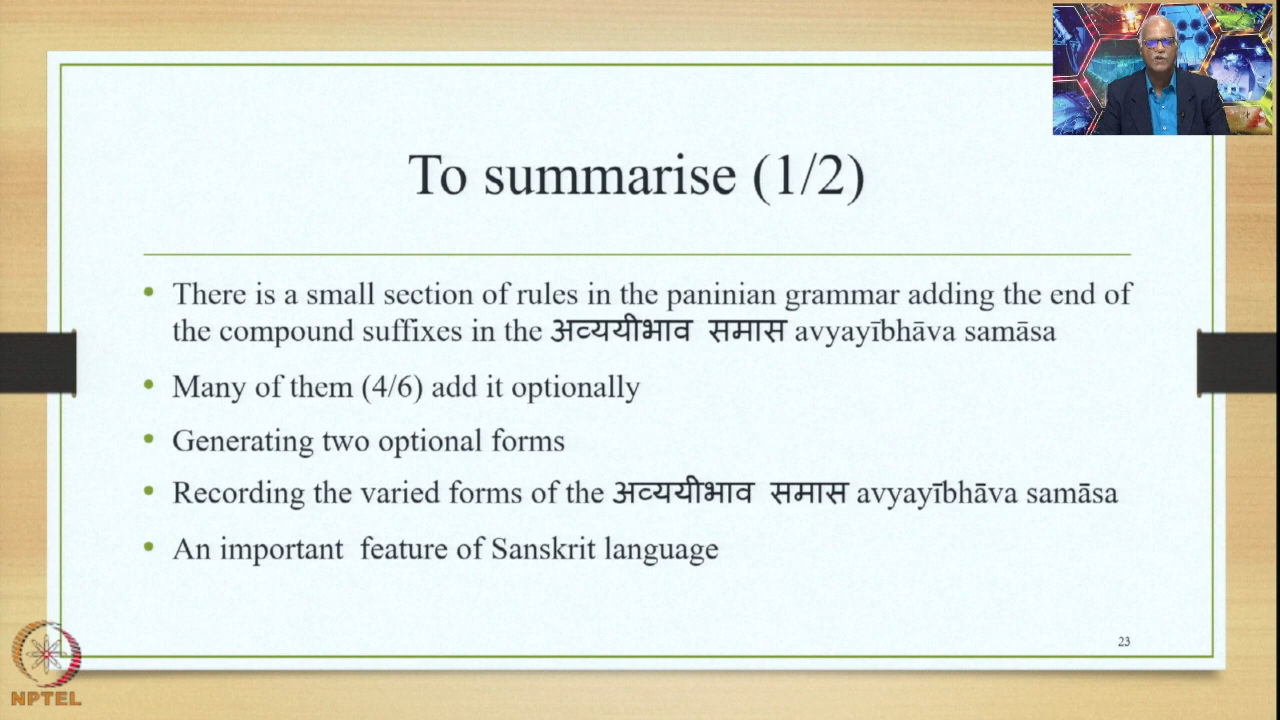 To summarise (1/2)
• There is a small section of rules in the paninian grammar adding the end of
the compound suffixes in the अव्ययीभाव समास avyayībhāva samāsa
• Many of them (4/6) add it optionally
• Generating two optional forms
• Recording the varied forms of the अव्ययीभाव समास avyayībhāva samāsa
• An important feature of Sanskrit language
23
NPTEL